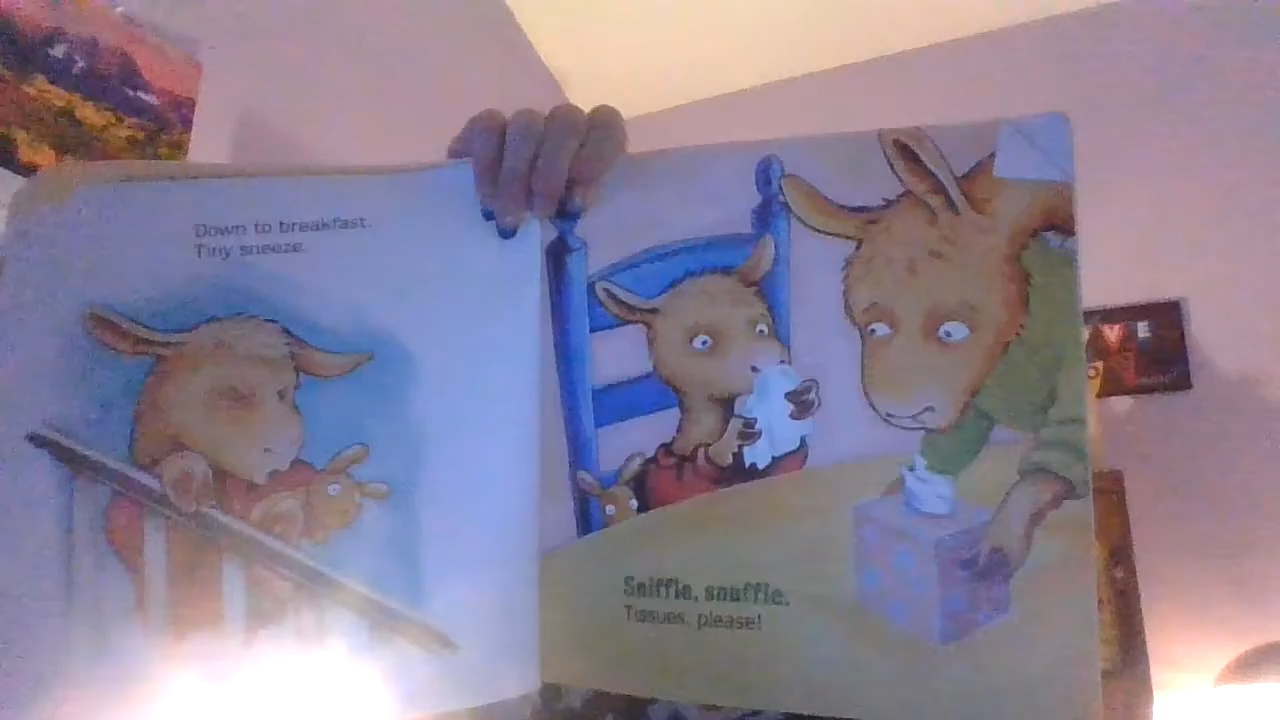 Down to breakfast.
Tiny sneeze.
Sniffle, snuffle.
Tissues, please!